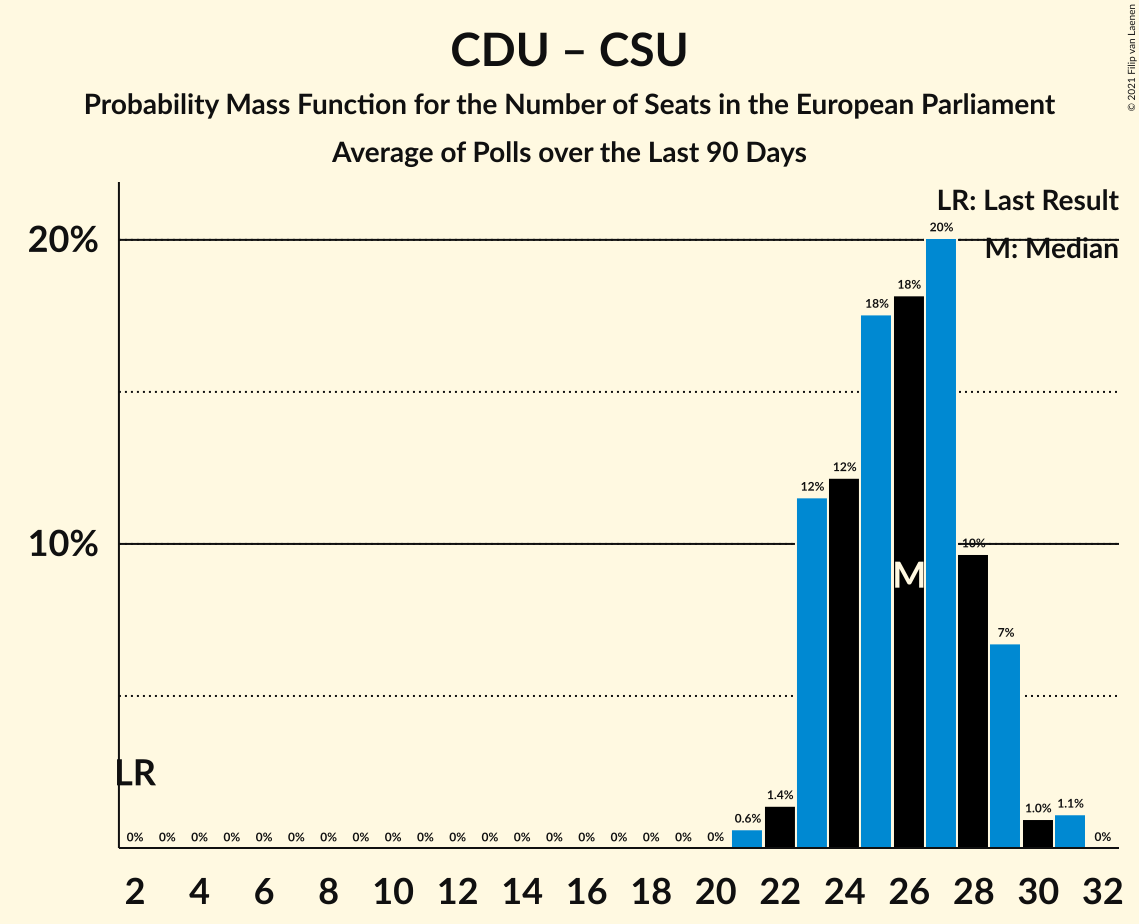 CDU – CSU
Probability Mass Function for the Number of Seats in the European Parliament
Average of Polls over the Last 90 Days
© 2021 Filip van Laenen
LR: Last Result
M: Median
20%
10%
20%
18%
18%
12%
12%
10%
7%
M
LR
0% 0% 0% 0% 0% 0% 0% 0% 0% 0% 0% 0% 0% 0% 0% 0% 0% 0% 0% 0.6% 1.4% 1.0% 1.1% 0%
2 4 6 8 10 12 14 16 18 20 22 24 26 28 30 32